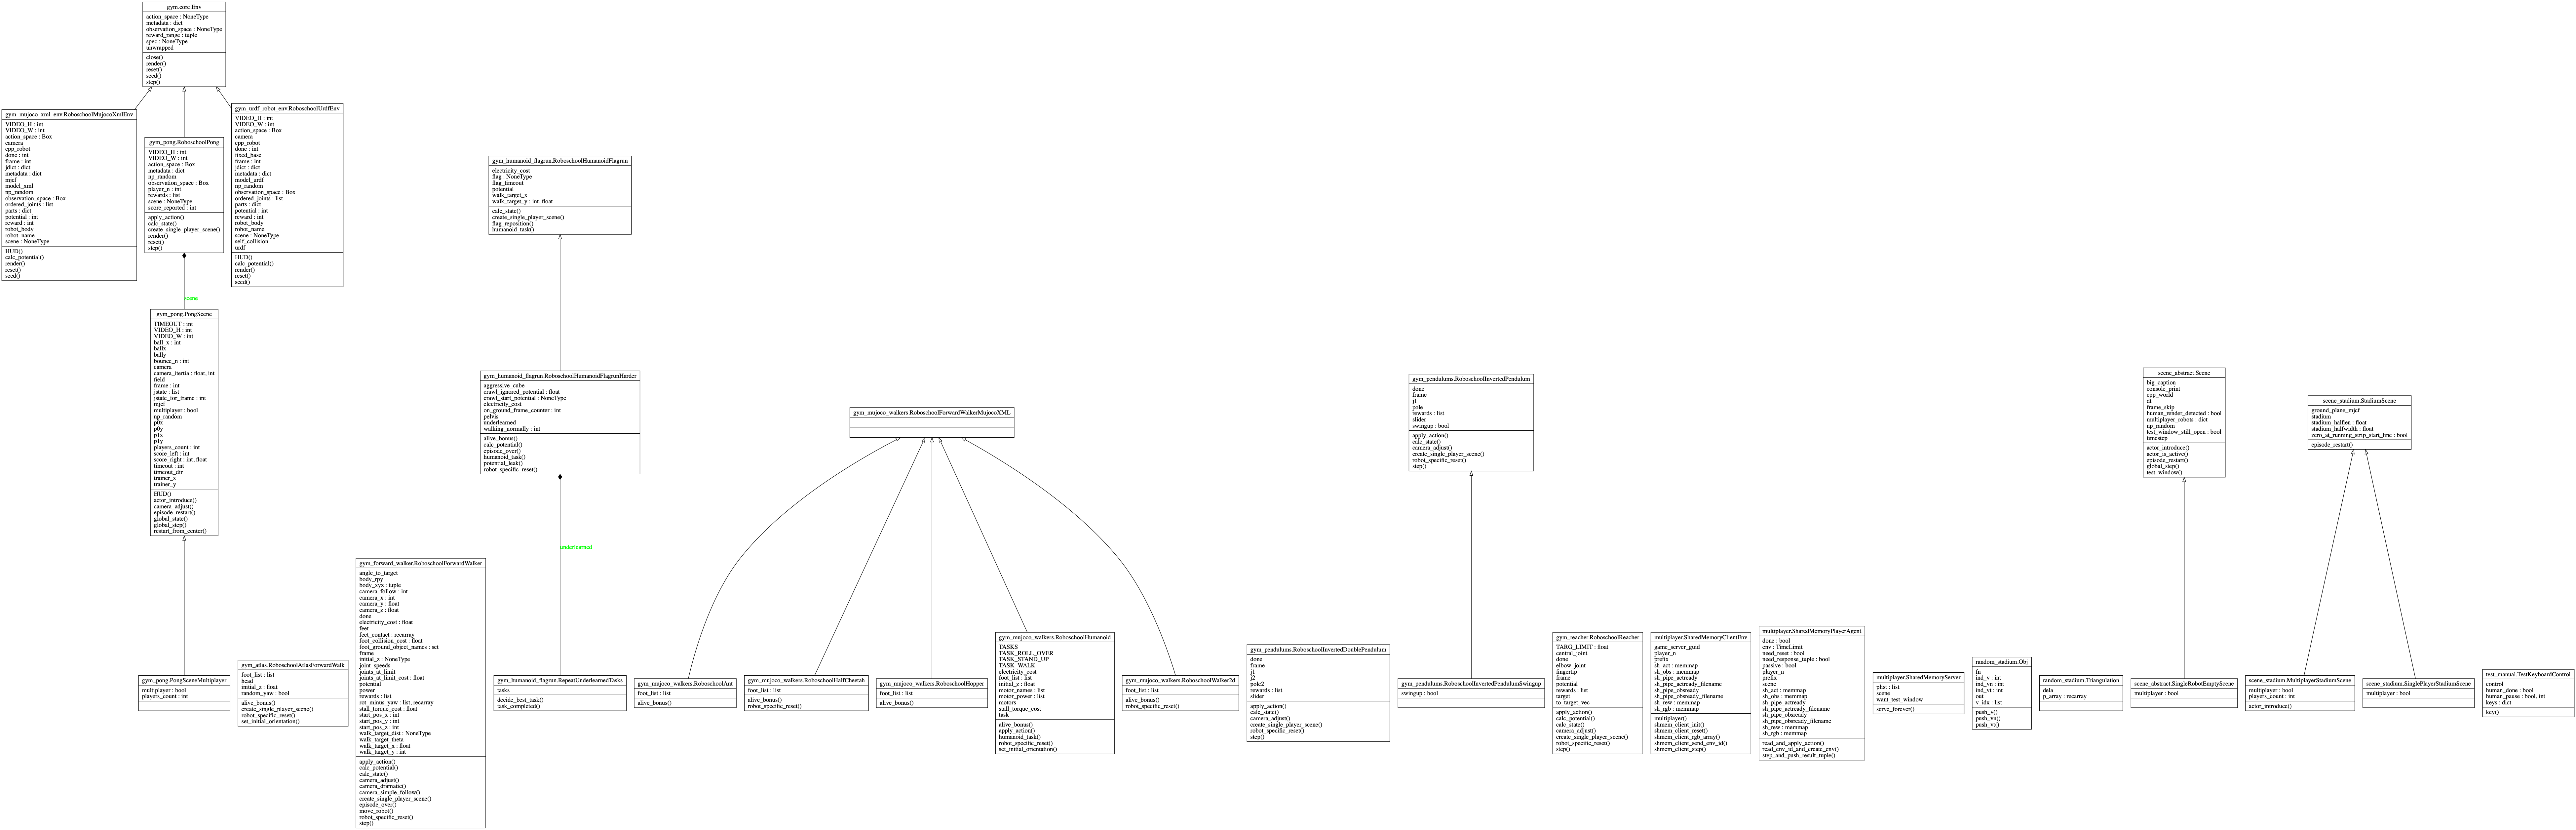 gym.core.Env
action_space : NoneType
metadata : dict
observation_space : NoneType
reward_range : tuple
spec : NoneType
unwrapped
close()
render()
reset()
seed()
step()
gym_mujoco_xml_env.RoboschoolMujocoXmlEnv
VIDEO_H : int
VIDEO_W : int
action_space : Box
camera
cpp_robot
done : int
frame : int
jdict : dict
metadata : dict
mjcf
model_xml
np_random
observation_space : Box
ordered_joints : list
parts : dict
potential : int
reward : int
robot_body
robot_name
scene : NoneType
HUD()
calc_potential()
render()
reset()
seed()
gym_pong.RoboschoolPong
VIDEO_H : int
VIDEO_W : int
action_space : Box
metadata : dict
np_random
observation_space : Box
player_n : int
rewards : list
scene : NoneType
score_reported : int
apply_action()
calc_state()
create_single_player_scene()
render()
reset()
step()
gym_urdf_robot_env.RoboschoolUrdfEnv
VIDEO_H : int
VIDEO_W : int
action_space : Box
camera
cpp_robot
done : int
fixed_base
frame : int
jdict : dict
metadata : dict
model_urdf
np_random
observation_space : Box
ordered_joints : list
parts : dict
potential : int
reward : int
robot_body
robot_name
scene : NoneType
self_collision
urdf
HUD()
calc_potential()
render()
reset()
seed()
scene
gym_pong.PongScene
TIMEOUT : int
VIDEO_H : int
VIDEO_W : int
ball_x : int
ballx
bally
bounce_n : int
camera
camera_itertia : float, int
field
frame : int
jstate : list
jstate_for_frame : int
mjcf
multiplayer : bool
np_random
p0x
p0y
p1x
p1y
players_count : int
score_left : int
score_right : int, float
timeout : int
timeout_dir
trainer_x
trainer_y
HUD()
actor_introduce()
camera_adjust()
episode_restart()
global_state()
global_step()
restart_from_center()
gym_pong.PongSceneMultiplayer
multiplayer : bool
players_count : int
gym_atlas.RoboschoolAtlasForwardWalk
foot_list : list
head
initial_z : float
random_yaw : bool
alive_bonus()
create_single_player_scene()
robot_specific_reset()
set_initial_orientation()
gym_forward_walker.RoboschoolForwardWalker
angle_to_target
body_rpy
body_xyz : tuple
camera_follow : int
camera_x : int
camera_y : float
camera_z : float
done
electricity_cost : float
feet
feet_contact : recarray
foot_collision_cost : float
foot_ground_object_names : set
frame
initial_z : NoneType
joint_speeds
joints_at_limit
joints_at_limit_cost : float
potential
power
rewards : list
rot_minus_yaw : list, recarray
stall_torque_cost : float
start_pos_x : int
start_pos_y : int
start_pos_z : int
walk_target_dist : NoneType
walk_target_theta
walk_target_x : float
walk_target_y : int
apply_action()
calc_potential()
calc_state()
camera_adjust()
camera_dramatic()
camera_simple_follow()
create_single_player_scene()
episode_over()
move_robot()
robot_specific_reset()
step()
gym_humanoid_flagrun.RoboschoolHumanoidFlagrun
electricity_cost
flag : NoneType
flag_timeout
potential
walk_target_x
walk_target_y : int, float
calc_state()
create_single_player_scene()
flag_reposition()
humanoid_task()
gym_humanoid_flagrun.RoboschoolHumanoidFlagrunHarder
aggressive_cube
crawl_ignored_potential : float
crawl_start_potential : NoneType
electricity_cost
on_ground_frame_counter : int
pelvis
underlearned
walking_normally : int
alive_bonus()
calc_potential()
episode_over()
humanoid_task()
potential_leak()
robot_specific_reset()
underlearned
gym_humanoid_flagrun.RepeatUnderlearnedTasks
tasks
decide_best_task()
task_completed()
gym_mujoco_walkers.RoboschoolForwardWalkerMujocoXML
gym_mujoco_walkers.RoboschoolAnt
foot_list : list
alive_bonus()
gym_mujoco_walkers.RoboschoolHalfCheetah
foot_list : list
alive_bonus()
robot_specific_reset()
gym_mujoco_walkers.RoboschoolHopper
foot_list : list
alive_bonus()
gym_mujoco_walkers.RoboschoolHumanoid
TASKS
TASK_ROLL_OVER
TASK_STAND_UP
TASK_WALK
electricity_cost
foot_list : list
initial_z : float
motor_names : list
motor_power : list
motors
stall_torque_cost
task
alive_bonus()
apply_action()
humanoid_task()
robot_specific_reset()
set_initial_orientation()
gym_mujoco_walkers.RoboschoolWalker2d
foot_list : list
alive_bonus()
robot_specific_reset()
gym_pendulums.RoboschoolInvertedDoublePendulum
done
frame
j1
j2
pole2
rewards : list
slider
apply_action()
calc_state()
camera_adjust()
create_single_player_scene()
robot_specific_reset()
step()
gym_pendulums.RoboschoolInvertedPendulum
done
frame
j1
pole
rewards : list
slider
swingup : bool
apply_action()
calc_state()
camera_adjust()
create_single_player_scene()
robot_specific_reset()
step()
gym_pendulums.RoboschoolInvertedPendulumSwingup
swingup : bool
gym_reacher.RoboschoolReacher
TARG_LIMIT : float
central_joint
done
elbow_joint
fingertip
frame
potential
rewards : list
target
to_target_vec
apply_action()
calc_potential()
calc_state()
camera_adjust()
create_single_player_scene()
robot_specific_reset()
step()
multiplayer.SharedMemoryClientEnv
game_server_guid
player_n
prefix
sh_act : memmap
sh_obs : memmap
sh_pipe_actready
sh_pipe_actready_filename
sh_pipe_obsready
sh_pipe_obsready_filename
sh_rew : memmap
sh_rgb : memmap
multiplayer()
shmem_client_init()
shmem_client_reset()
shmem_client_rgb_array()
shmem_client_send_env_id()
shmem_client_step()
multiplayer.SharedMemoryPlayerAgent
done : bool
env : TimeLimit
need_reset : bool
need_response_tuple : bool
passive : bool
player_n
prefix
scene
sh_act : memmap
sh_obs : memmap
sh_pipe_actready
sh_pipe_actready_filename
sh_pipe_obsready
sh_pipe_obsready_filename
sh_rew : memmap
sh_rgb : memmap
read_and_apply_action()
read_env_id_and_create_env()
step_and_push_result_tuple()
multiplayer.SharedMemoryServer
plist : list
scene
want_test_window
serve_forever()
random_stadium.Obj
fn
ind_v : int
ind_vn : int
ind_vt : int
out
v_idx : list
push_v()
push_vn()
push_vt()
random_stadium.Triangulation
dela
p_array : recarray
scene_abstract.Scene
big_caption
console_print
cpp_world
dt
frame_skip
human_render_detected : bool
multiplayer_robots : dict
np_random
test_window_still_open : bool
timestep
actor_introduce()
actor_is_active()
episode_restart()
global_step()
test_window()
scene_abstract.SingleRobotEmptyScene
multiplayer : bool
scene_stadium.StadiumScene
ground_plane_mjcf
stadium
stadium_halflen : float
stadium_halfwidth : float
zero_at_running_strip_start_line : bool
episode_restart()
scene_stadium.MultiplayerStadiumScene
multiplayer : bool
players_count : int
actor_introduce()
scene_stadium.SinglePlayerStadiumScene
multiplayer : bool
test_manual.TestKeyboardControl
control
human_done : bool
human_pause : bool, int
keys : dict
key()